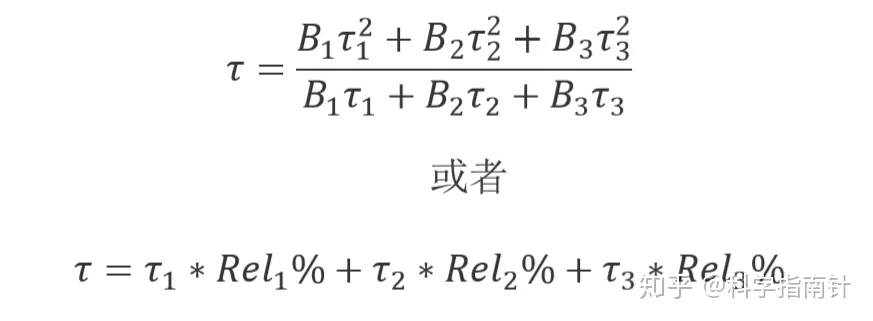 τ = (B₁τ₁² + B₂τ₂² + B₃τ₃²) / (B₁τ₁ + B₂τ₂ + B₃τ₃)
或者
τ = τ₁ * Rel₁% + τ₂ * Rel₂% + τ₃ * Rel₃%
知乎 @科学指南针